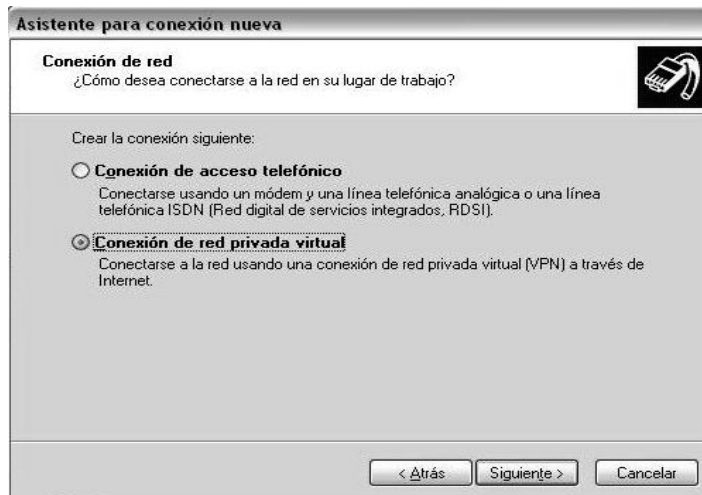 Asistente para conexión nueva
Conexión de red
¿Cómo desea conectarse a la red en su lugar de trabajo?
Crear la conexión siguiente:
Conexión de acceso telefónico
Conectarse usando un módem y una línea telefónica analógica o una línea
telefónica ISDN (Red digital de servicios integrados, RDSI).
Conexión de red privada virtual
Conectarse a la red usando una conexión de red privada virtual (VPN) a través de
Internet.
< Atrás Siguiente > Cancelar